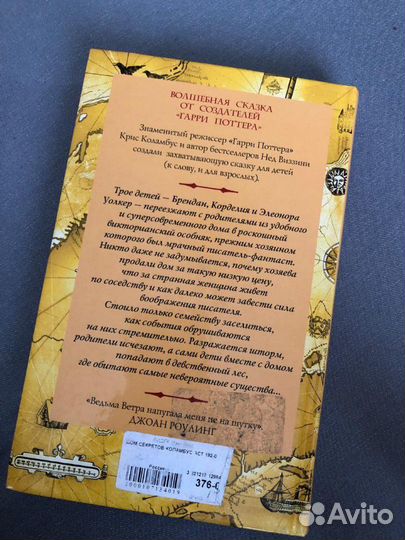 ВОЛШЕБНАЯ СКАЗКА
ОТ СОЗДАТЕЛЕЙ
«ГАРРИ ПОТТЕРА»
Знаменитый режиссер «Гарри Поттера»
Крис Коламбус и автор бестселлеров Нед Виззини
создали захватывающую сказку для детей
(к слову, и для взрослых).
Трое детей — Брендан, Корделия и Элеонора
Уолкер — переезжают с родителями из удобного
и суперсовременного дома в роскошный
викторианский особняк, прежним хозяином
которого был мрачный писатель-фантаст.
Никто даже не задумывается, почему хозяева
продали дом за такую низкую цену,
что за странная женщина живет
по соседству и как далеко может завести сила
воображения писателя.
Стоило только семейству заселиться,
как события обрушиваются
на них стремительно. Разражается шторм,
родители исчезают, а сами дети вместе с домом
попадают в девственный лес,
где обитают самые невероятные существа...
«Ведьма Ветра напугала меня не на шутку».
ДЖОАН РОУЛИНГ
ДОМ СЕКРЕТОВ КОЛАМБУС АСТ 192-0
Россия
376-
Avito